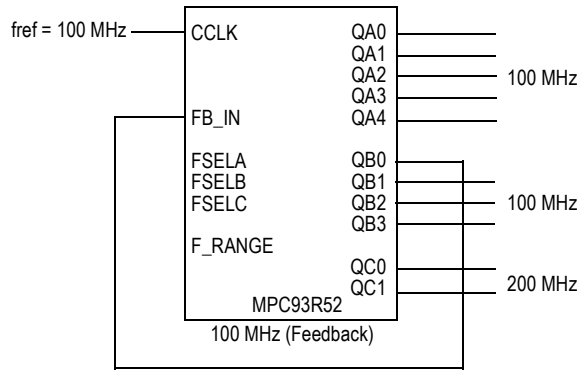 fref = 100 MHz
CCLK
QA0
QA1
QA2
QA3
QA4
100 MHz
FB_IN
FSELA
FSELB
FSELC
F_RANGE
QB0
QB1
QB2
QB3
100 MHz
QC0
QC1
200 MHz
MPC93R52
100 MHz (Feedback)